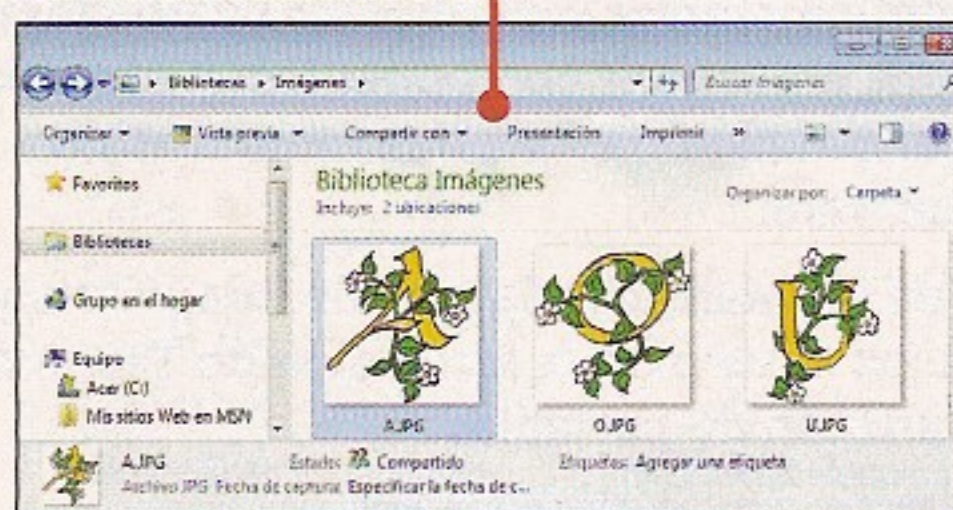 Bibliotecas ▸ Imágenes ▸ Buscar Imágenes
Organizar Vista previa Compartir con Presentación Imprimir »
Favoritos
Bibliotecas
Grupo en el hogar
Equipo
Acer (C:)
Mis sitios Web en MSN
Biblioteca Imágenes
Incluye: 2 ubicaciones
Organizar por: Carpeta
A.JPG O.JPG U.JPG
A.JPG Estado: Compartido Etiquetas: Agregar una etiqueta
Archivo JPG Fecha de captura: Especificar la fecha de c...